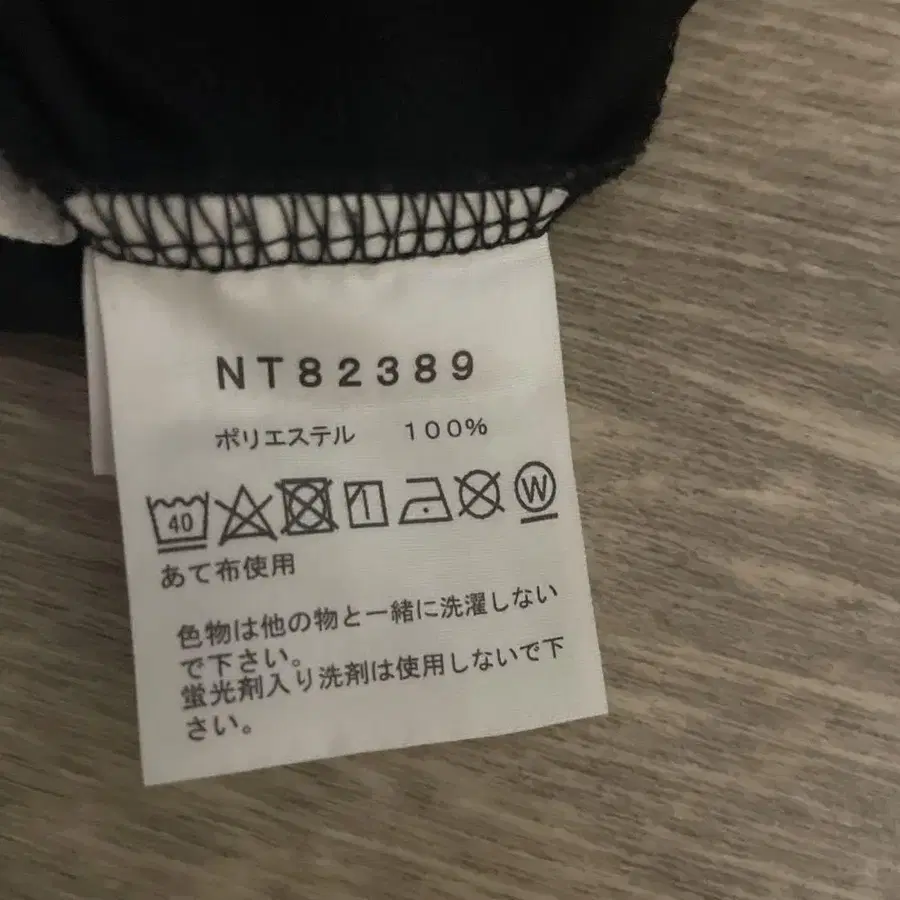 NT82389
ポリエステル 100%
40 W
あて布使用
色物は他の物と一緒に洗濯しない
で下さい。
蛍光剤入り洗剤は使用しないで下
さい。